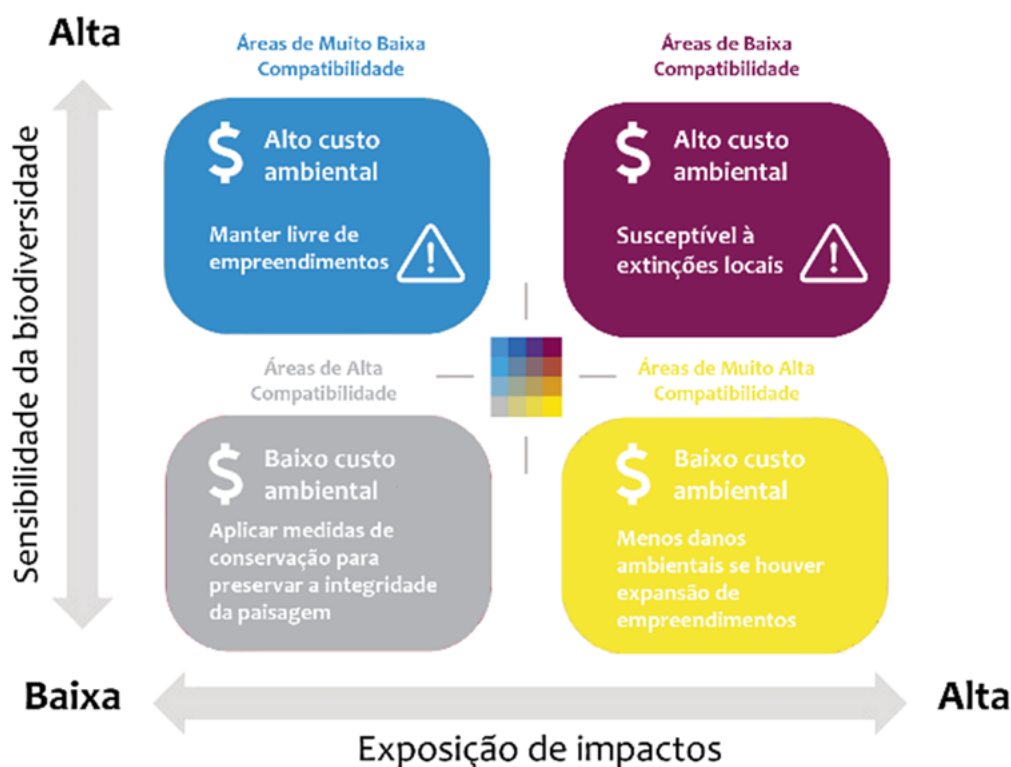 Alta
Áreas de Muito Baixa
Compatibilidade
$ Alto custo
ambiental
Manter livre de
empreendimentos
!
Áreas de Baixa
Compatibilidade
$ Alto custo
ambiental
Susceptível à
extinções locais
!
Sensibilidade da biodiversidade
Áreas de Alta
Compatibilidade
$ Baixo custo
ambiental
Aplicar medidas de
conservação para
preservar a integridade
da paisagem
Áreas de Muito Alta
Compatibilidade
$ Baixo custo
ambiental
Menos danos
ambientais se houver
expansão de
empreendimentos
Baixa
Alta
Exposição de impactos